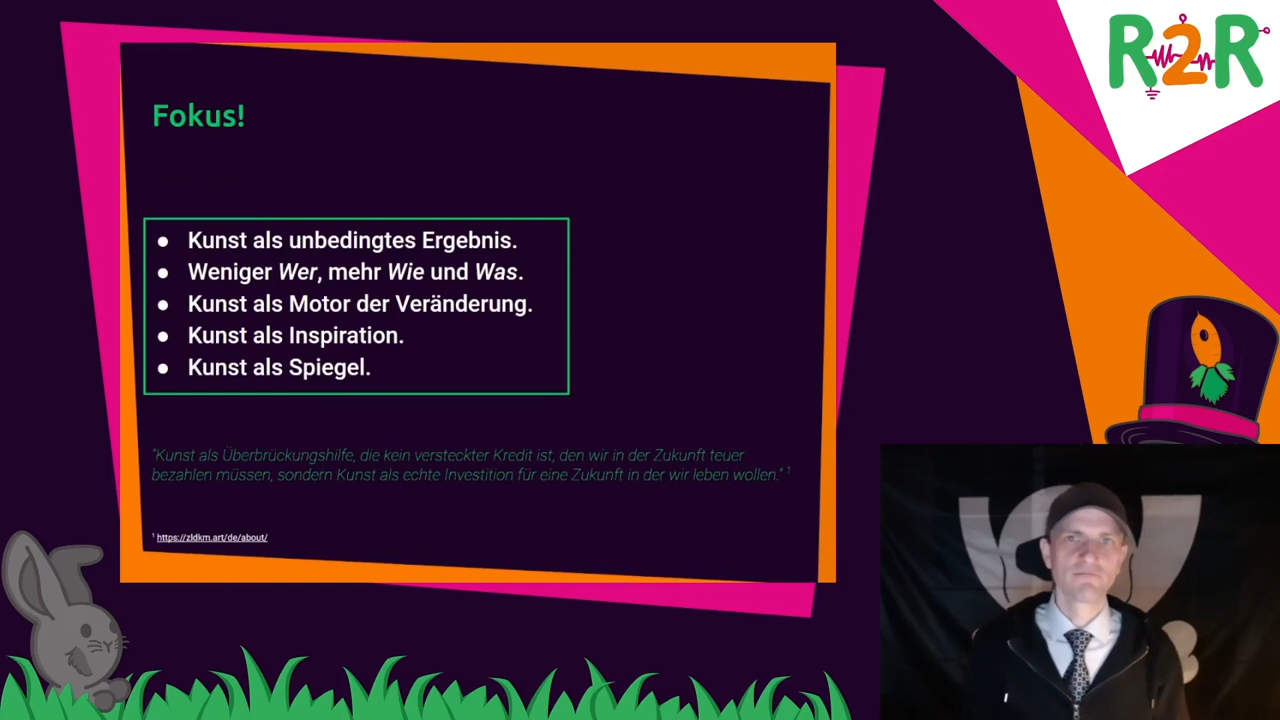 R2R
Fokus!
● Kunst als unbedingtes Ergebnis.
● Weniger Wer, mehr Wie und Was.
● Kunst als Motor der Veränderung.
● Kunst als Inspiration.
● Kunst als Spiegel.
"Kunst als Überbrückungshilfe, die kein versteckter Kredit ist, den wir in der Zukunft teuer
bezahlen müssen, sondern Kunst als echte Investition für eine Zukunft in der wir leben wollen." ¹
¹ https://zldkm.art/de/about/